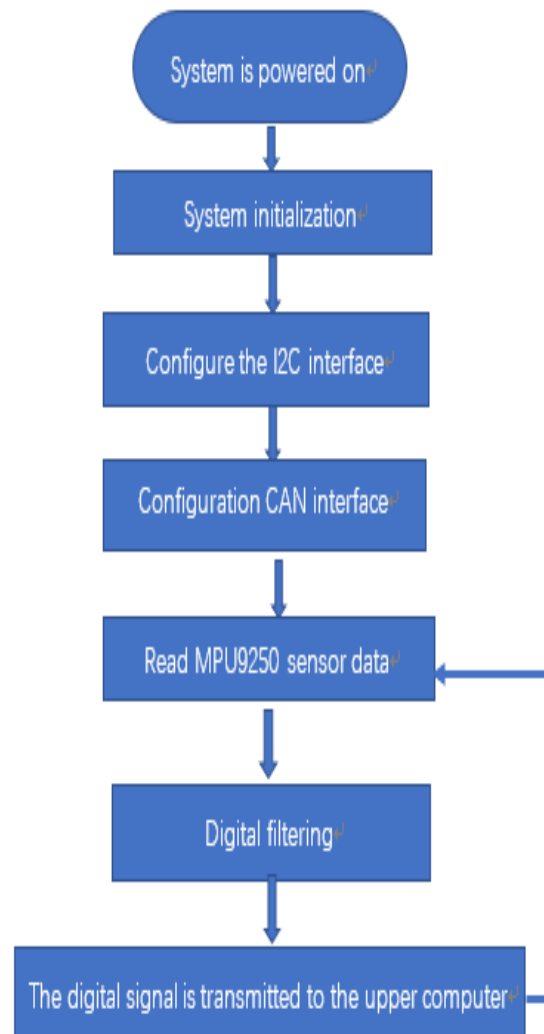 System is powered on
System initialization
Configure the I2C interface
Configuration CAN interface
Read MPU9250 sensor data
Digital filtering
The digital signal is transmitted to the upper computer